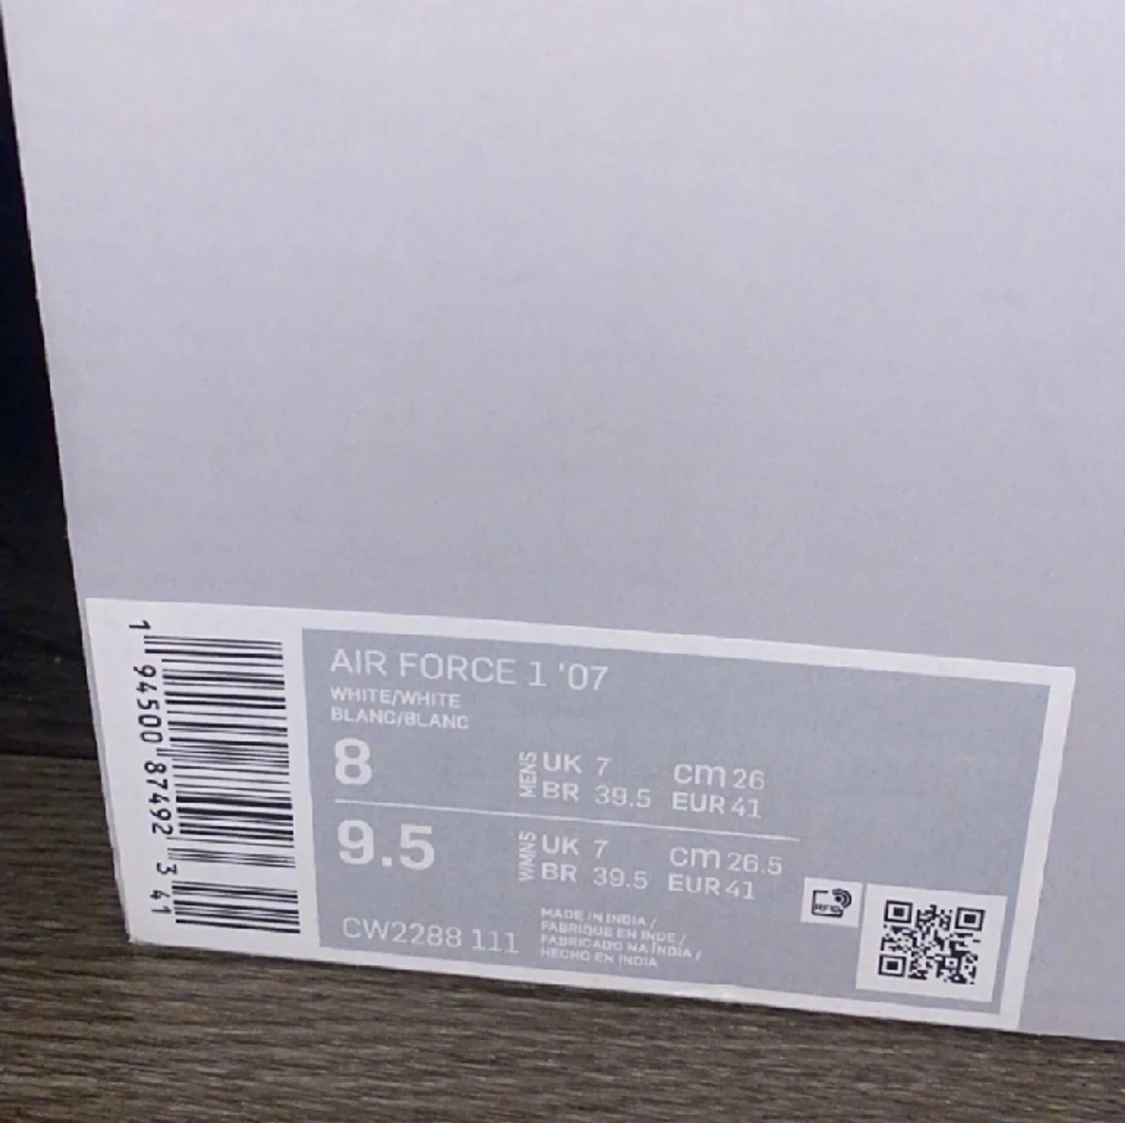 AIR FORCE 1 '07
WHITE/WHITE
BLANC/BLANC
8
MENS
UK 7 cm 26
BR 39.5 EUR 41
9.5
WMNS
UK 7 cm 26.5
BR 39.5 EUR 41
CW2288 111
MADE IN INDIA /
FABRIQUÉ EN INDE /
FABRICADO NA ÍNDIA /
HECHO EN INDIA
RFID
1 94500 87492 3 41